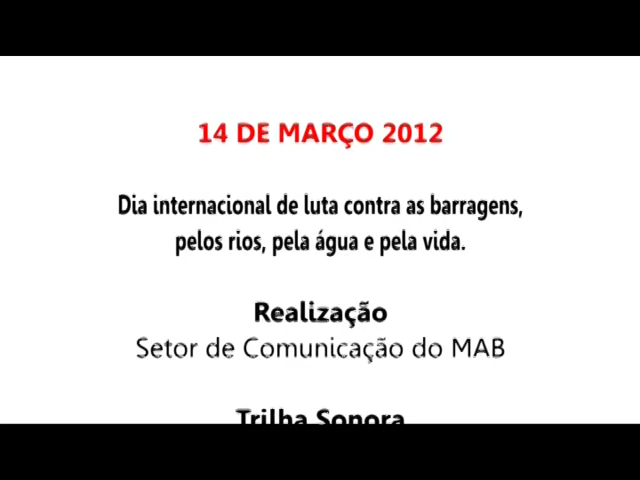 14 DE MARÇO 2012
Dia internacional de luta contra as barragens,
pelos rios, pela água e pela vida.
Realização
Setor de Comunicação do MAB
Trilha Sonora